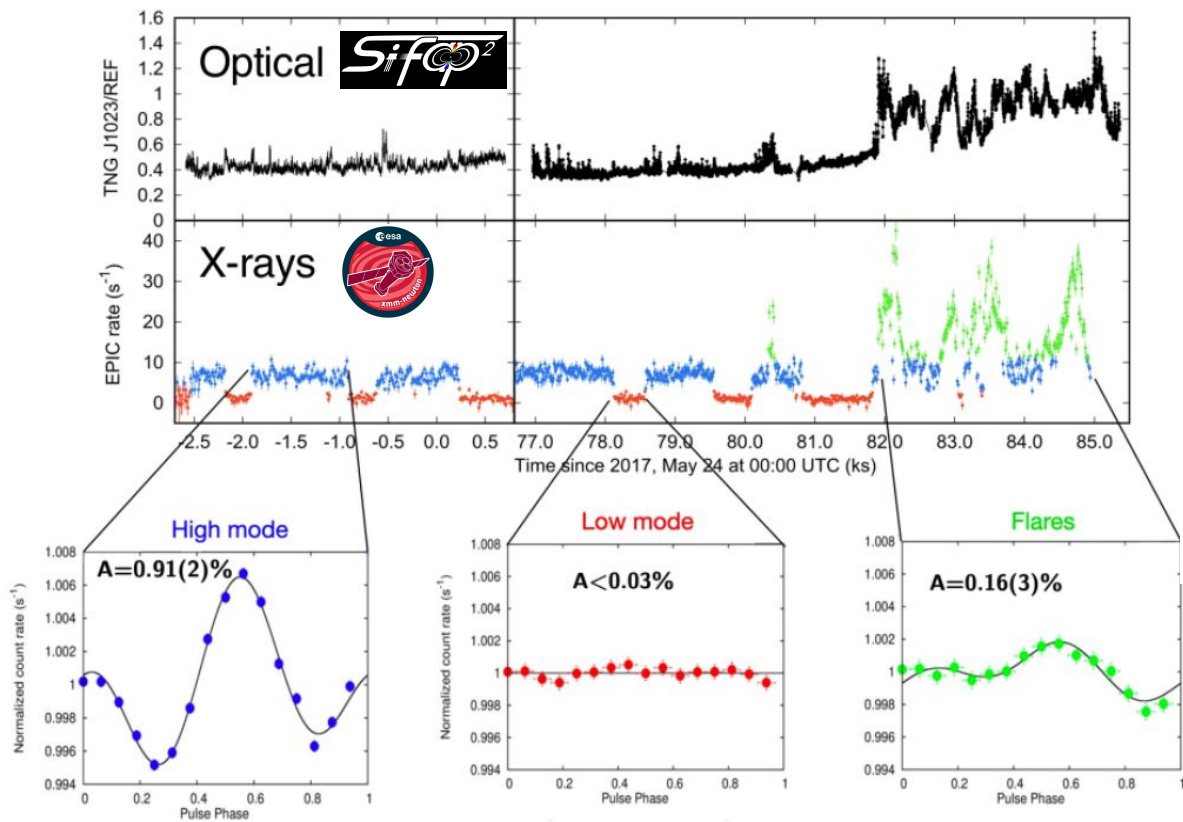 Optical
Sifap²
TNG J1023/REF
1.6
1.4
1.2
1
0.8
0.6
0.4
0.2
0
X-rays
esa
xmm-newton
EPIC rate (s⁻¹)
40
30
20
10
0
-2.5 -2.0 -1.5 -1.0 -0.5 0.0 0.5 77.0 78.0 79.0 80.0 81.0 82.0 83.0 84.0 85.0
Time since 2017, May 24 at 00:00 UTC (ks)
High mode
A=0.91(2)%
Normalized count rate (s⁻¹)
1.008
1.006
1.004
1.002
1
0.998
0.996
0.994
0 0.2 0.4 0.6 0.8 1
Pulse Phase
Low mode
A<0.03%
Normalized count rate (s⁻¹)
1.008
1.006
1.004
1.002
1
0.998
0.996
0.994
0 0.2 0.4 0.6 0.8 1
Pulse Phase
Flares
A=0.16(3)%
Normalized count rate (s⁻¹)
1.008
1.006
1.004
1.002
1
0.998
0.996
0.994
0 0.2 0.4 0.6 0.8 1
Pulse Phase